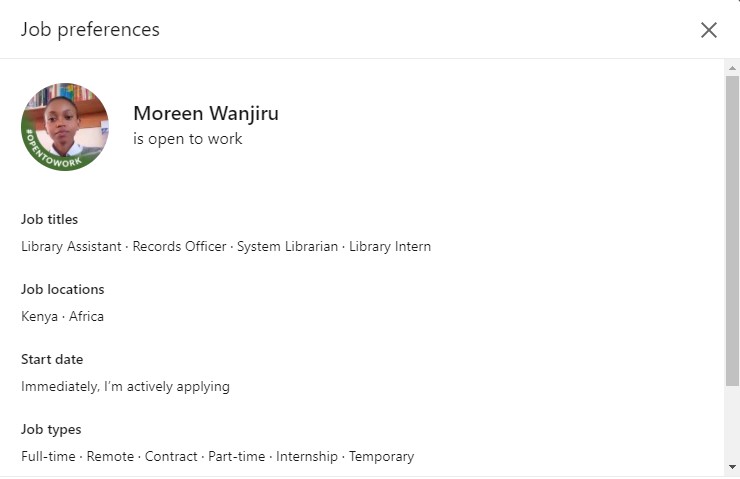 Job preferences
#OPENTOWORK
Moreen Wanjiru
is open to work
Job titles
Library Assistant · Records Officer · System Librarian · Library Intern
Job locations
Kenya · Africa
Start date
Immediately, I'm actively applying
Job types
Full-time · Remote · Contract · Part-time · Internship · Temporary